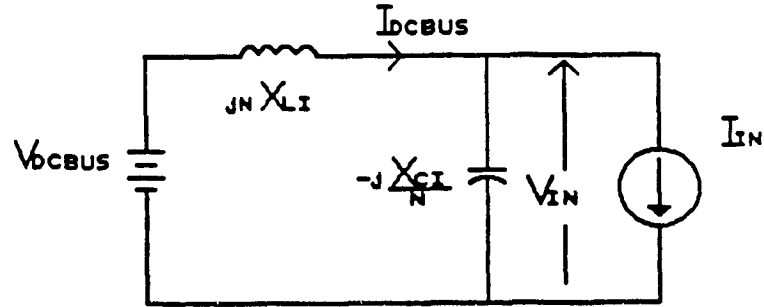 IDCBUS
jN XLI
VDCBUS
-j XCI
N
VIN
IIN